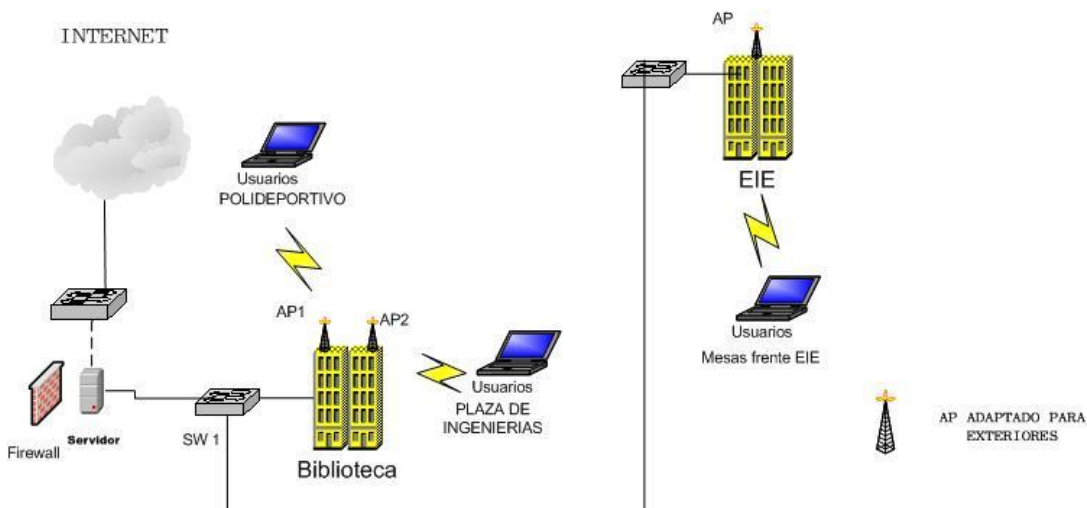 INTERNET
Usuarios
POLIDEPORTIVO
AP1
AP2
Usuarios
PLAZA DE
INGENIERIAS
Firewall
Servidor
SW 1
Biblioteca
AP
EIE
Usuarios
Mesas frente EIE
AP ADAPTADO PARA
EXTERIORES